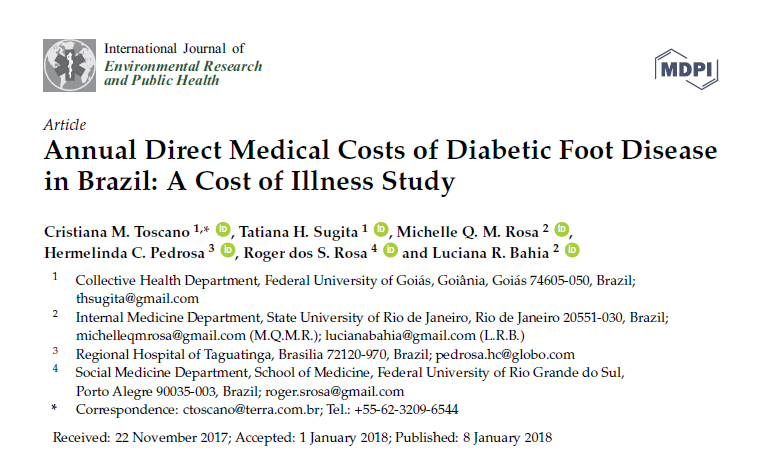 International Journal of
Environmental Research
and Public Health
MDPI
Article
Annual Direct Medical Costs of Diabetic Foot Disease
in Brazil: A Cost of Illness Study
Cristiana M. Toscano 1,* iD, Tatiana H. Sugita 1 iD, Michelle Q. M. Rosa 2 iD,
Hermelinda C. Pedrosa 3 iD, Roger dos S. Rosa 4 iD and Luciana R. Bahia 2 iD
1 Collective Health Department, Federal University of Goiás, Goiânia, Goiás 74605-050, Brazil;
thsugita@gmail.com
2 Internal Medicine Department, State University of Rio de Janeiro, Rio de Janeiro 20551-030, Brazil;
michelleqmrosa@gmail.com (M.Q.M.R.); lucianabahia@gmail.com (L.R.B.)
3 Regional Hospital of Taguatinga, Brasilia 72120-970, Brazil; pedrosa.hc@globo.com
4 Social Medicine Department, School of Medicine, Federal University of Rio Grande do Sul,
Porto Alegre 90035-003, Brazil; roger.srosa@gmail.com
* Correspondence: ctoscano@terra.com.br; Tel.: +55-62-3209-6544
Received: 22 November 2017; Accepted: 1 January 2018; Published: 8 January 2018